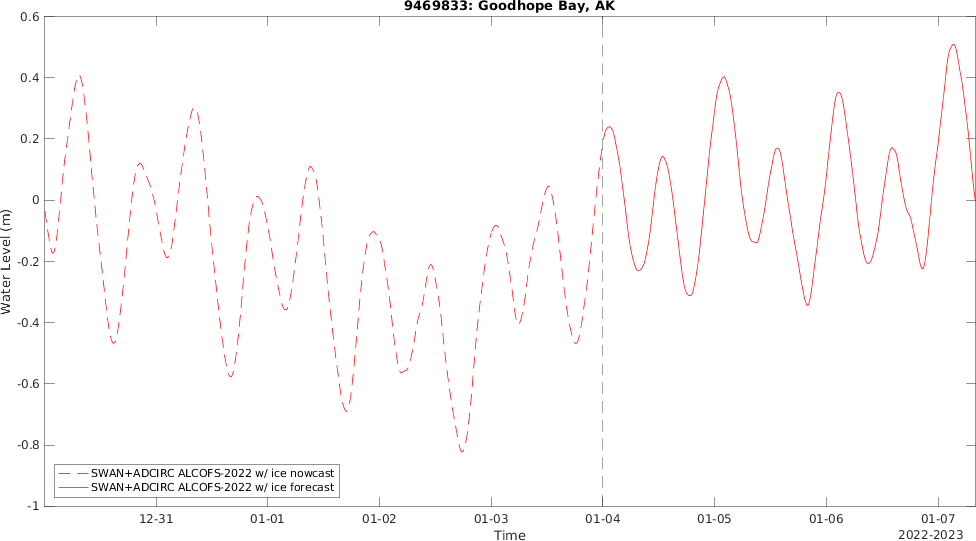 9469833: Goodhope Bay, AK
0.6
0.4
0.2
0
-0.2
-0.4
-0.6
-0.8
-1
Water Level (m)
SWAN+ADCIRC ALCOFS-2022 w/ ice nowcast
SWAN+ADCIRC ALCOFS-2022 w/ ice forecast
12-31 01-01 01-02 01-03 01-04 01-05 01-06 01-07
Time
2022-2023